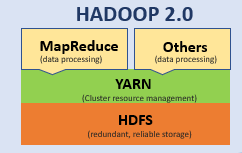 HADOOP 2.0
MapReduce
(data processing)
Others
(data processing)
YARN
(Cluster resource management)
HDFS
(redundant, reliable storage)